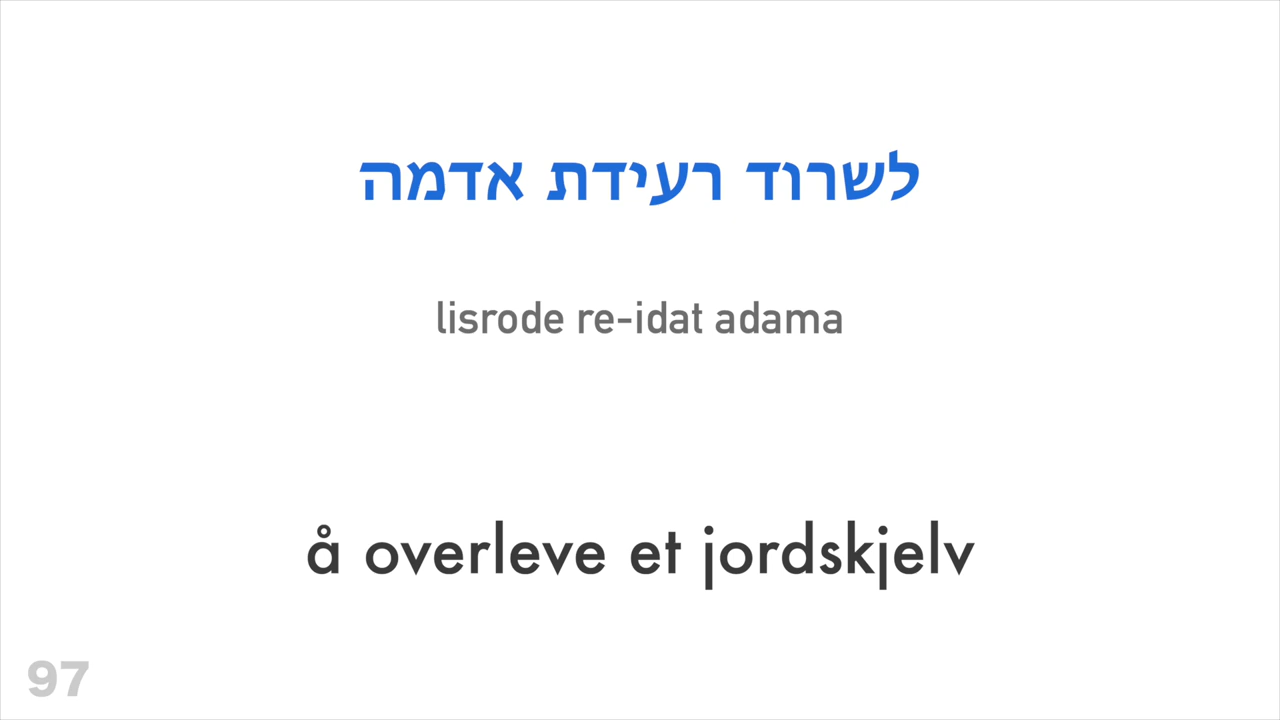 לשרוד רעידת אדמה
lisrode re-idat adama
å overleve et jordskjelv
97